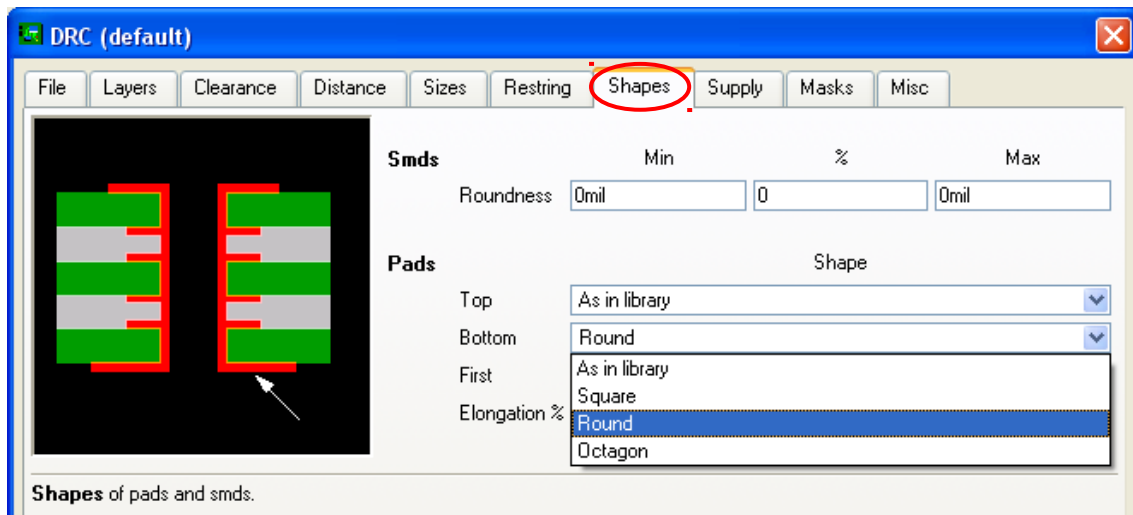 DRC (default)
File Layers Clearance Distance Sizes Restring Shapes Supply Masks Misc
Smds Min % Max
Roundness 0mil 0 0mil
Pads Shape
Top As in library
Bottom Round
First As in library
Square
Elongation % Round
Octagon
Shapes of pads and smds.